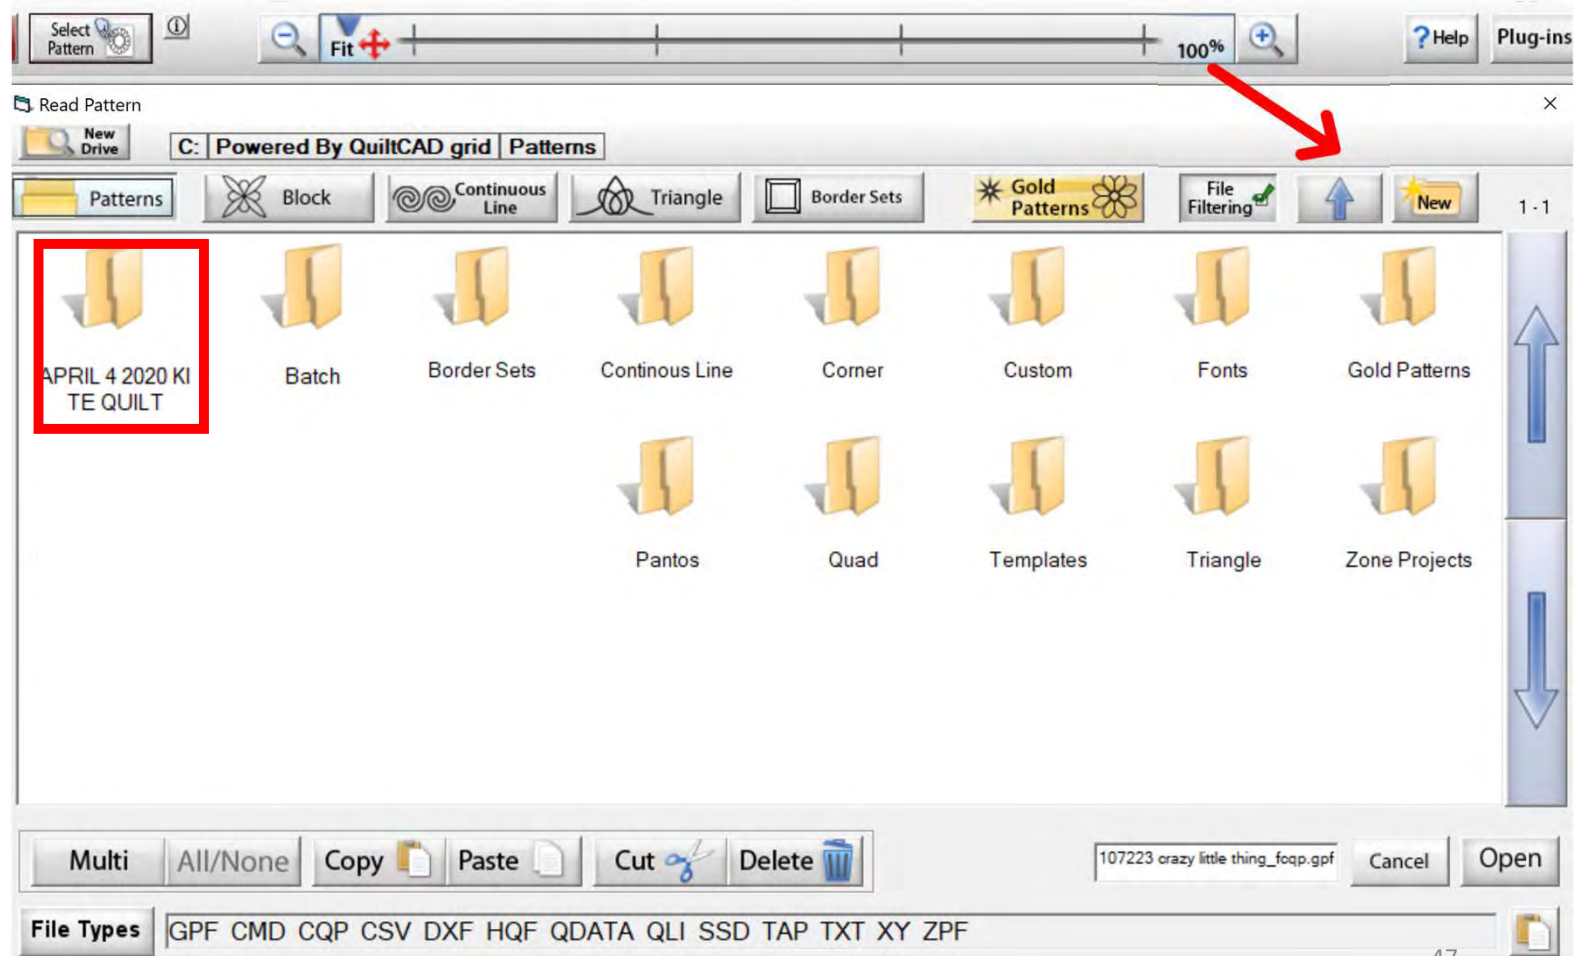 Select
Pattern
Fit
100%
?Help
Plug-ins
Read Pattern
New
Drive
C: Powered By QuiltCAD grid Patterns
Patterns
Block
Continuous
Line
Triangle
Border Sets
Gold
Patterns
File
Filtering
New
1 - 1
APRIL 4 2020 KI
TE QUILT
Batch
Border Sets
Continous Line
Corner
Custom
Fonts
Gold Patterns
Pantos
Quad
Templates
Triangle
Zone Projects
Multi
All/None
Copy
Paste
Cut
Delete
107223 crazy little thing_fcqp.gpf
Cancel
Open
File Types
GPF CMD CQP CSV DXF HQF QDATA QLI SSD TAP TXT XY ZPF